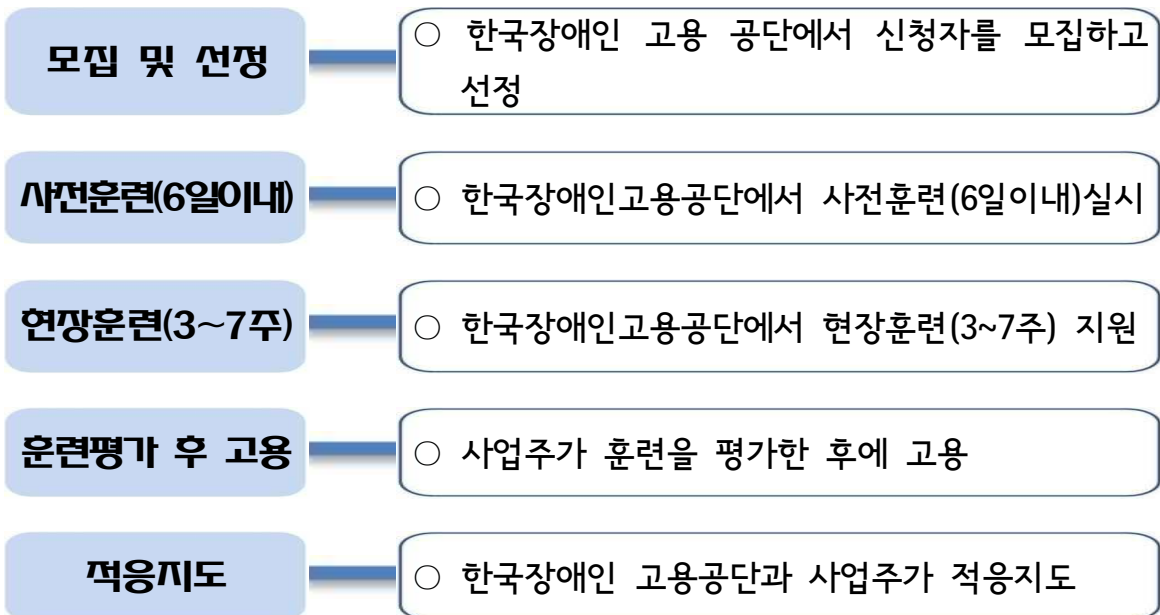 모집 및 선정
○ 한국장애인 고용 공단에서 신청자를 모집하고
선정
사전훈련(6일이내)
○ 한국장애인고용공단에서 사전훈련(6일이내)실시
현장훈련(3~7주)
○ 한국장애인고용공단에서 현장훈련(3~7주) 지원
훈련평가 후 고용
○ 사업주가 훈련을 평가한 후에 고용
적응지도
○ 한국장애인 고용공단과 사업주가 적응지도